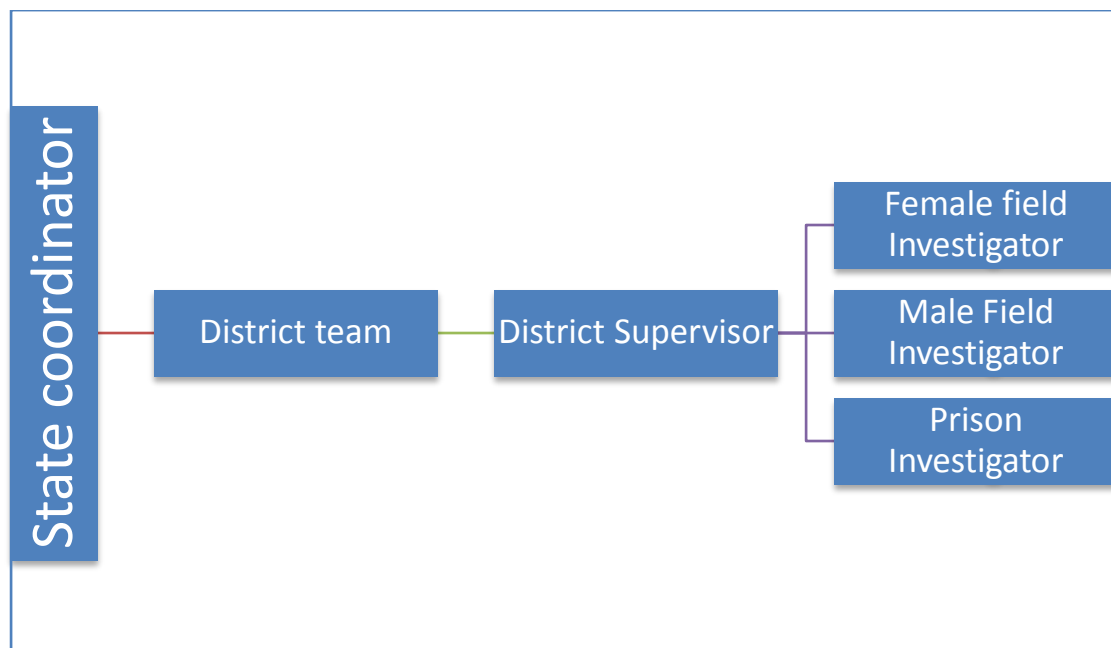 State coordinator
District team
District Supervisor
Female field
Investigator
Male Field
Investigator
Prison
Investigator